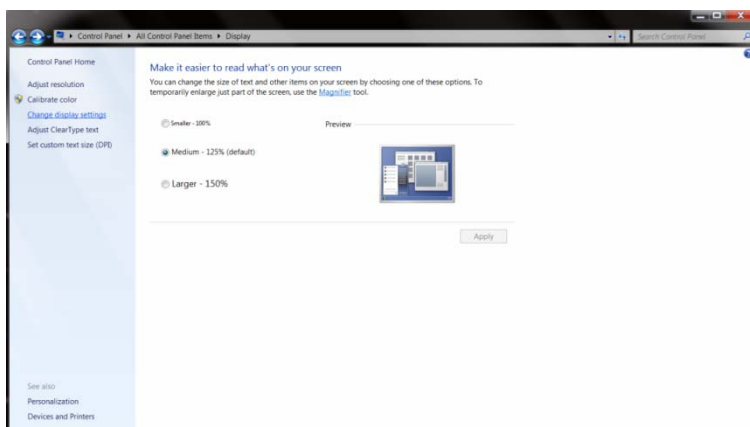 Control Panel ▸ All Control Panel Items ▸ Display
Search Control Panel
Control Panel Home
Adjust resolution
Calibrate color
Change display settings
Adjust ClearType text
Set custom text size (DPI)
See also
Personalization
Devices and Printers
Make it easier to read what's on your screen
You can change the size of text and other items on your screen by choosing one of these options. To
temporarily enlarge just part of the screen, use the Magnifier tool.
Smaller - 100%
Preview
Medium - 125% (default)
Larger - 150%
Apply